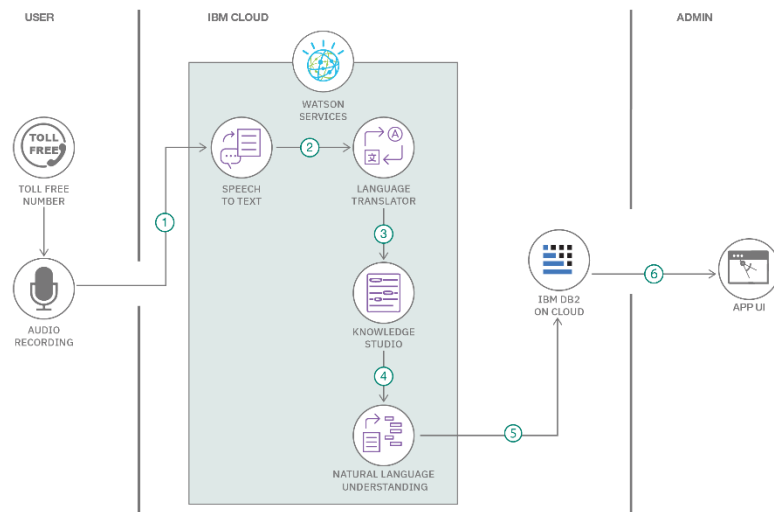 USER
IBM CLOUD
ADMIN
WATSON
SERVICES
TOLL
FREE
TOLL FREE
NUMBER
1
SPEECH
TO TEXT
2
A
文
LANGUAGE
TRANSLATOR
3
AUDIO
RECORDING
KNOWLEDGE
STUDIO
4
NATURAL LANGUAGE
UNDERSTANDING
5
IBM DB2
ON CLOUD
6
APP UI